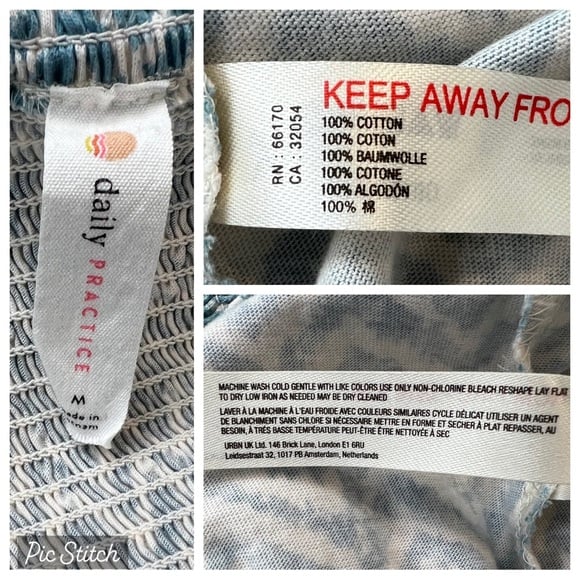 daily
PRACTICE
M
KEEP AWAY FRO
RN : 66170
CA : 32054
100% COTTON
100% COTON
100% BAUMWOLLE
100% COTONE
100% ALGODÓN
100% 棉
MACHINE WASH COLD GENTLE WITH LIKE COLORS USE ONLY NON-CHLORINE BLEACH RESHAPE LAY FLAT
TO DRY LOW IRON AS NEEDED MAY BE DRY CLEANED
LAVER À LA MACHINE À L'EAU FROIDE AVEC COULEURS SIMILAIRES CYCLE DÉLICAT UTILISER UN AGENT
DE BLANCHIMENT SANS CHLORE SI NÉCESSAIRE METTRE EN FORME ET SÉCHER À PLAT REPASSER, AU
BESOIN, À TRÈS BASSE TEMPÉRATURE PEUT-ÊTRE ÊTRE NETTOYÉE À SEC
URBN UK Ltd. 146 Brick Lane, London E1 6RU
Leidsestraat 32, 1017 PB Amsterdam, Netherlands
Pic Stitch